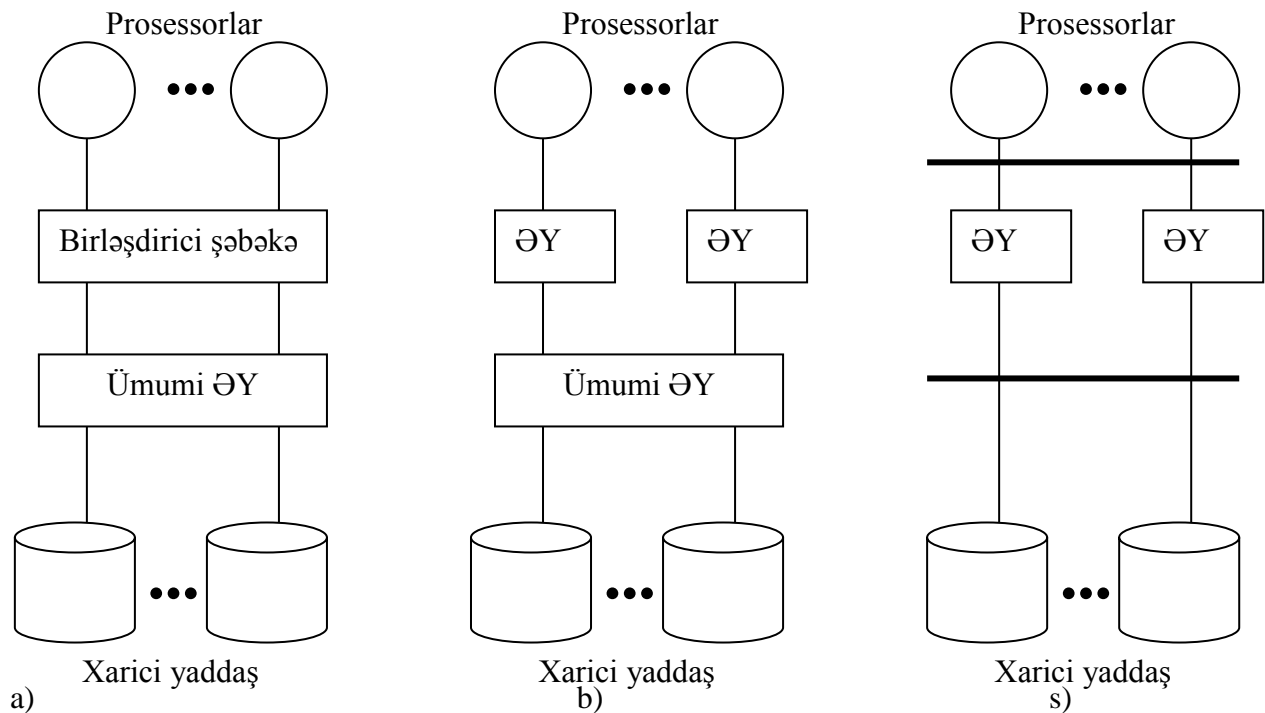 Prosessorlar
Birləşdirici şəbəkə
Ümumi ƏY
Xarici yaddaş
a)
Prosessorlar
ƏY ƏY
Ümumi ƏY
Xarici yaddaş
b)
Prosessorlar
ƏY ƏY
Xarici yaddaş
s)